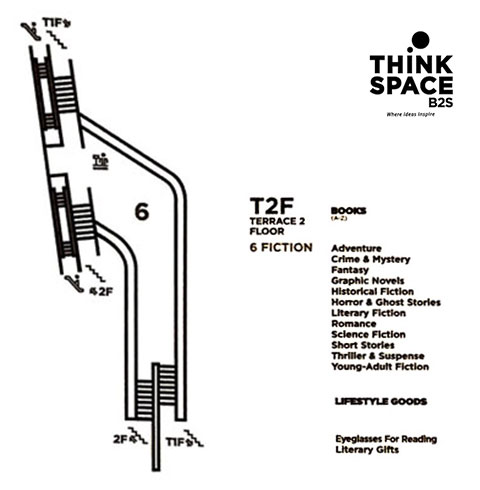 T1F
THiNK
SPACE
B2S
Where Ideas Inspire
6
T2F
TERRACE 2
FLOOR
6 FICTION
BOOKS
(A-Z)
Adventure
Crime & Mystery
Fantasy
Graphic Novels
Historical Fiction
Horror & Ghost Stories
Literary Fiction
Romance
Science Fiction
Short Stories
Thriller & Suspense
Young-Adult Fiction
LIFESTYLE GOODS
Eyeglasses For Reading
Literary Gifts
2F
2F
T1F